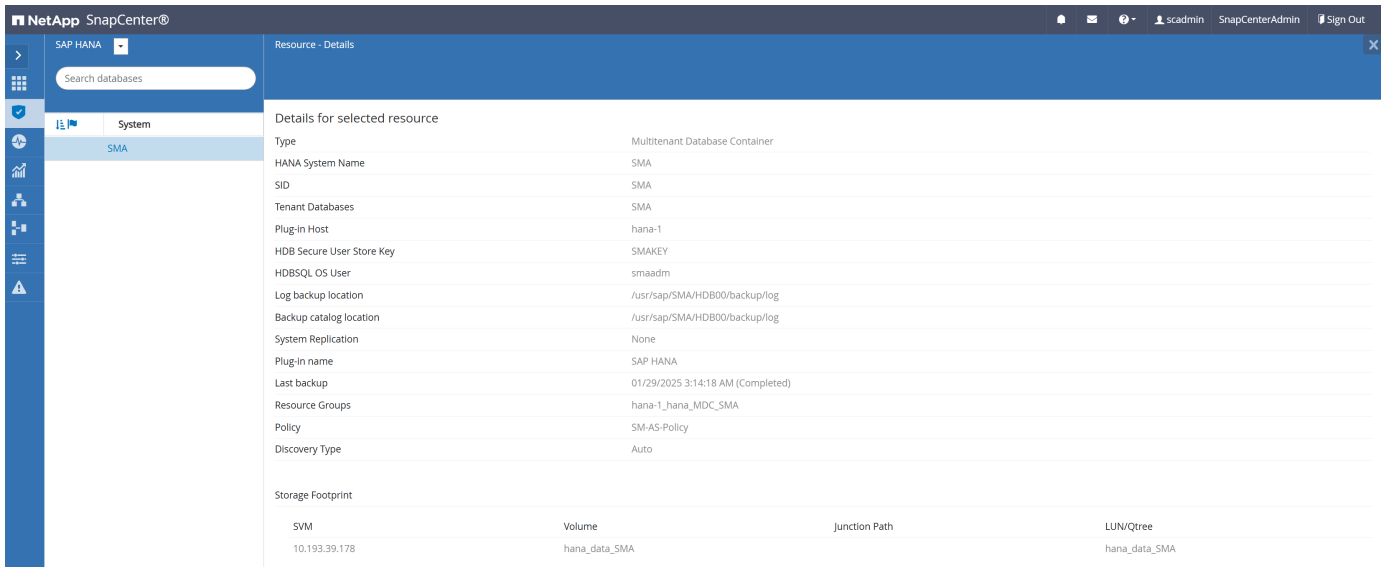 NetApp SnapCenter®
scadmin SnapCenterAdmin Sign Out
SAP HANA
Search databases
System
SMA
Resource - Details
Details for selected resource
Type Multitenant Database Container
HANA System Name SMA
SID SMA
Tenant Databases SMA
Plug-in Host hana-1
HDB Secure User Store Key SMAKEY
HDBSQL OS User smaadm
Log backup location /usr/sap/SMA/HDB00/backup/log
Backup catalog location /usr/sap/SMA/HDB00/backup/log
System Replication None
Plug-in name SAP HANA
Last backup 01/29/2025 3:14:18 AM (Completed)
Resource Groups hana-1_hana_MDC_SMA
Policy SM-AS-Policy
Discovery Type Auto
Storage Footprint
SVM Volume Junction Path LUN/Qtree
10.193.39.178 hana_data_SMA hana_data_SMA